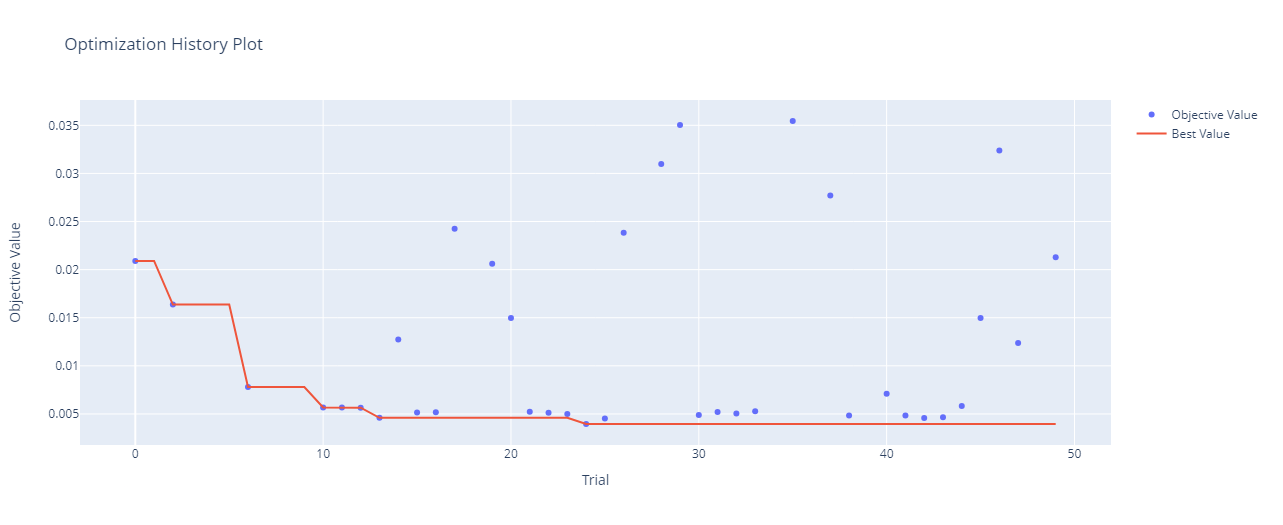 Optimization History Plot
Objective Value
Best Value
0.035
0.03
0.025
0.02
0.015
0.01
0.005
Objective Value
0
10
20
30
40
50
Trial